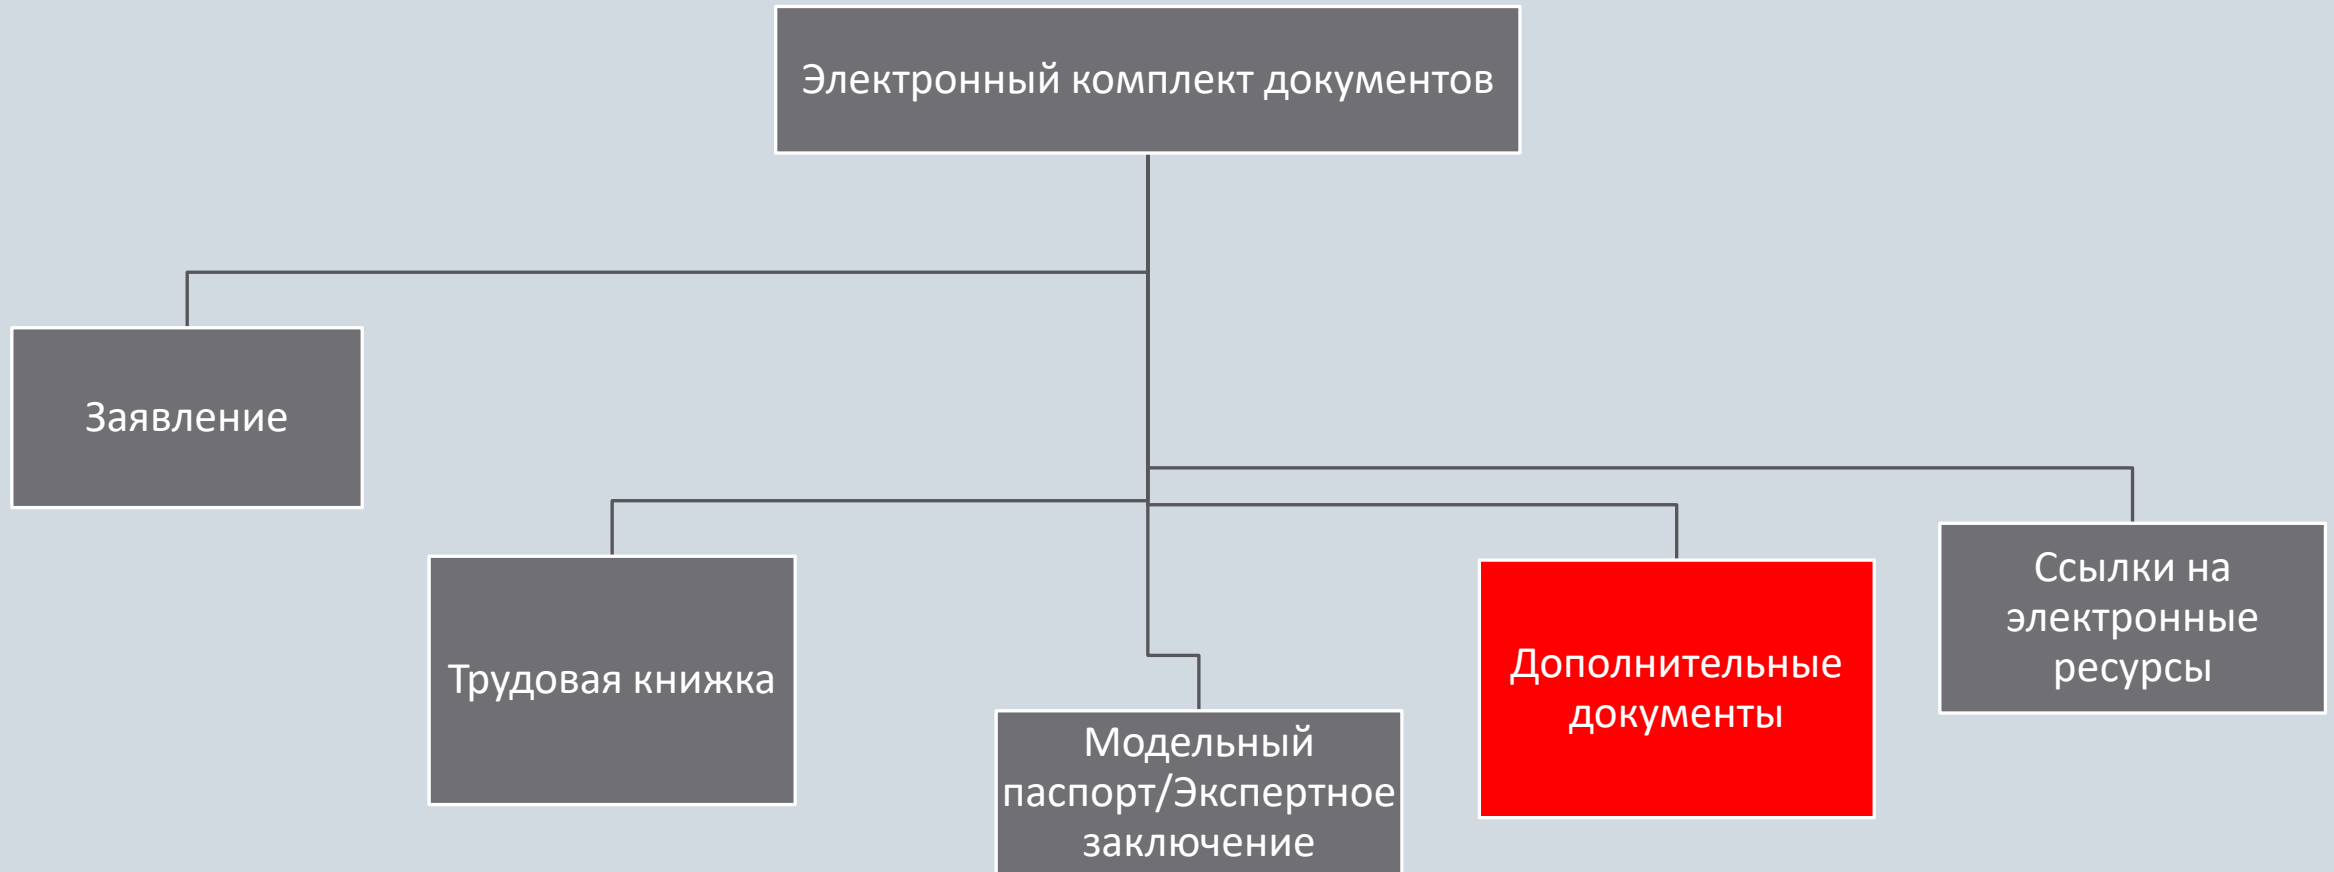 Электронный комплект документов
Заявление
Трудовая книжка
Модельный
паспорт/Экспертное
заключение
Дополнительные
документы
Ссылки на
электронные
ресурсы